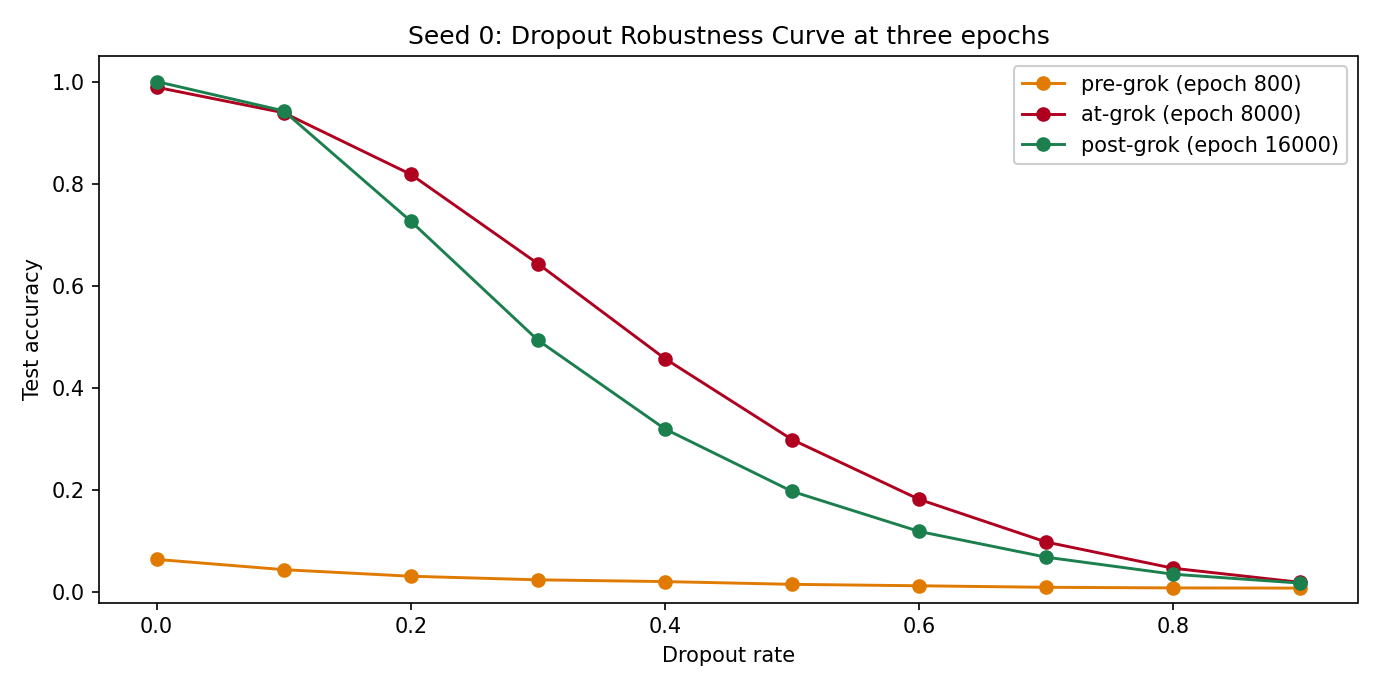 Seed 0: Dropout Robustness Curve at three epochs
pre-grok (epoch 800)
at-grok (epoch 8000)
post-grok (epoch 16000)
Test accuracy
1.0
0.8
0.6
0.4
0.2
0.0
0.0 0.2 0.4 0.6 0.8
Dropout rate